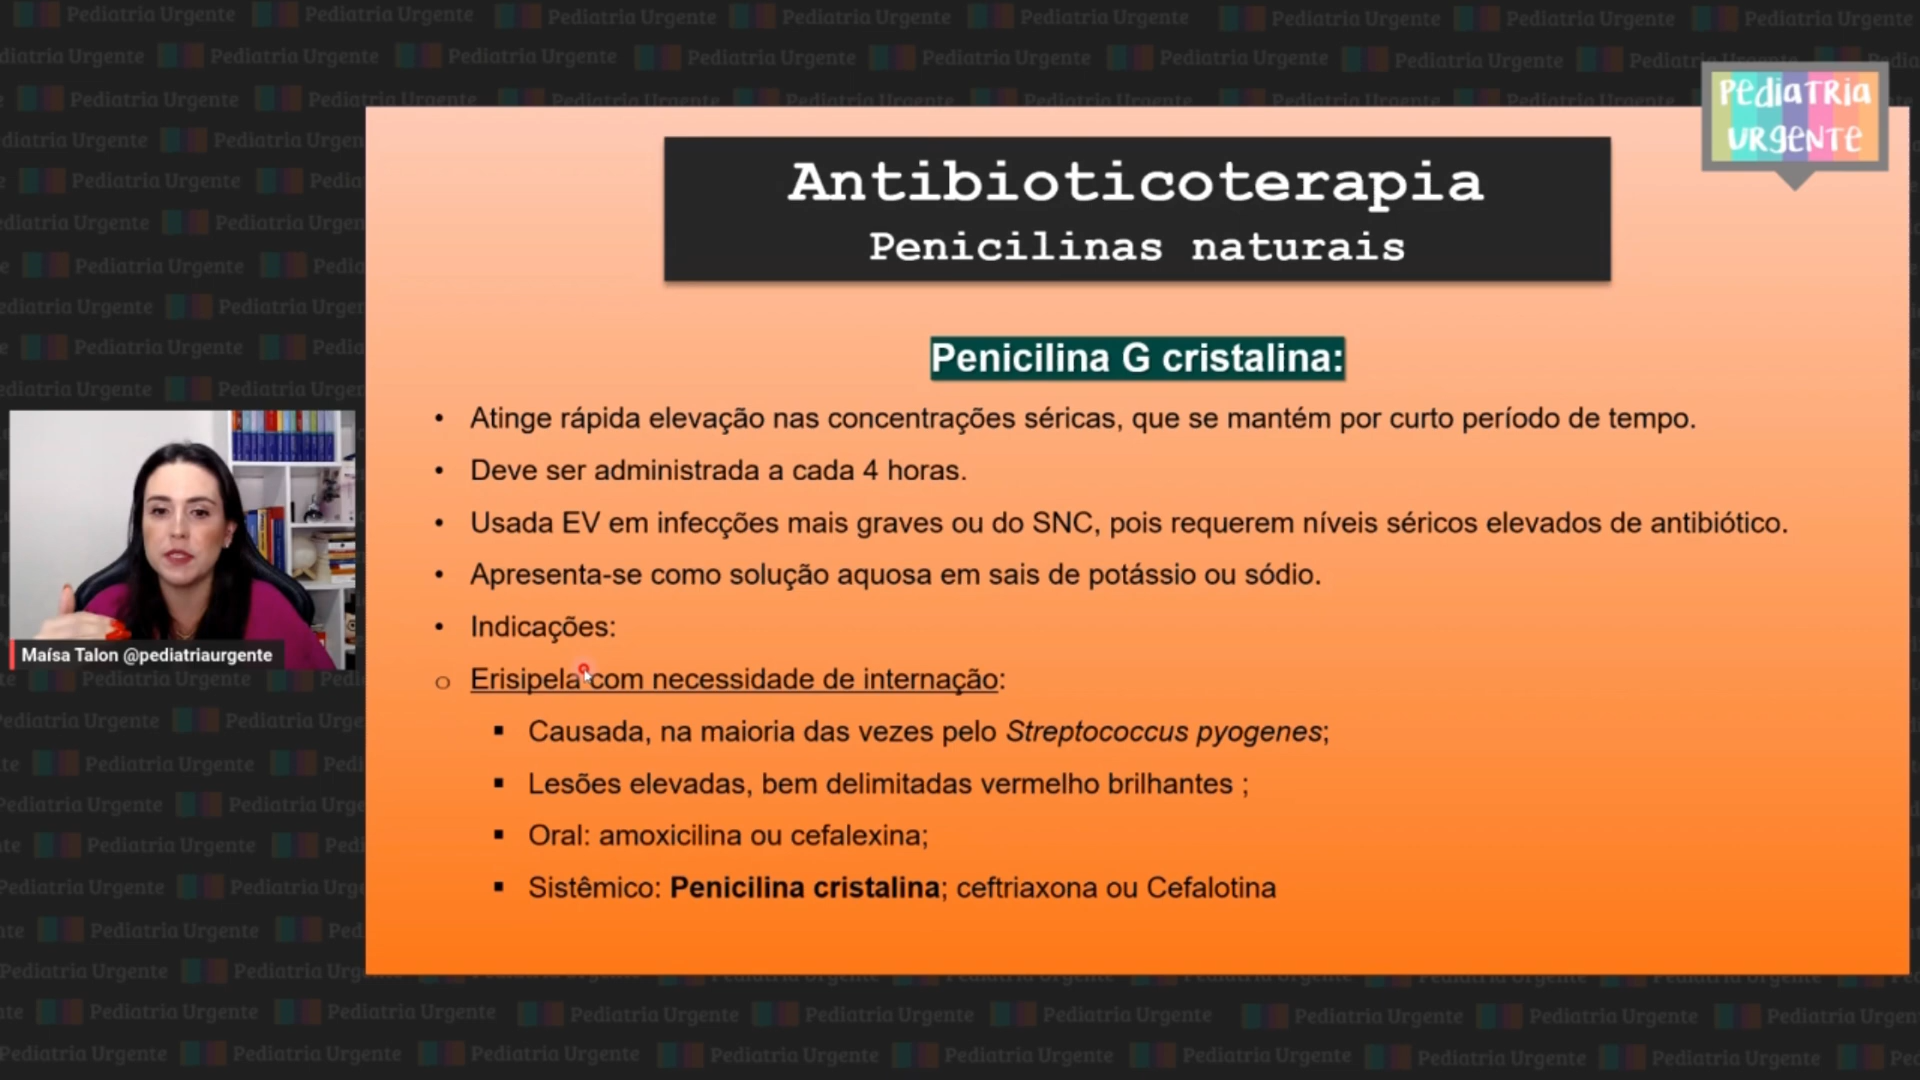 PEDIATRIA
URGENTE
Antibioticoterapia
Penicilinas naturais
Penicilina G cristalina:
• Atinge rápida elevação nas concentrações séricas, que se mantém por curto período de tempo.
• Deve ser administrada a cada 4 horas.
• Usada EV em infecções mais graves ou do SNC, pois requerem níveis séricos elevados de antibiótico.
• Apresenta-se como solução aquosa em sais de potássio ou sódio.
• Indicações:
o Erisipela com necessidade de internação:
▪ Causada, na maioria das vezes pelo Streptococcus pyogenes;
▪ Lesões elevadas, bem delimitadas vermelho brilhantes ;
▪ Oral: amoxicilina ou cefalexina;
▪ Sistêmico: Penicilina cristalina; ceftriaxona ou Cefalotina
Maísa Talon @pediatriaurgente
Pediatria Urgente